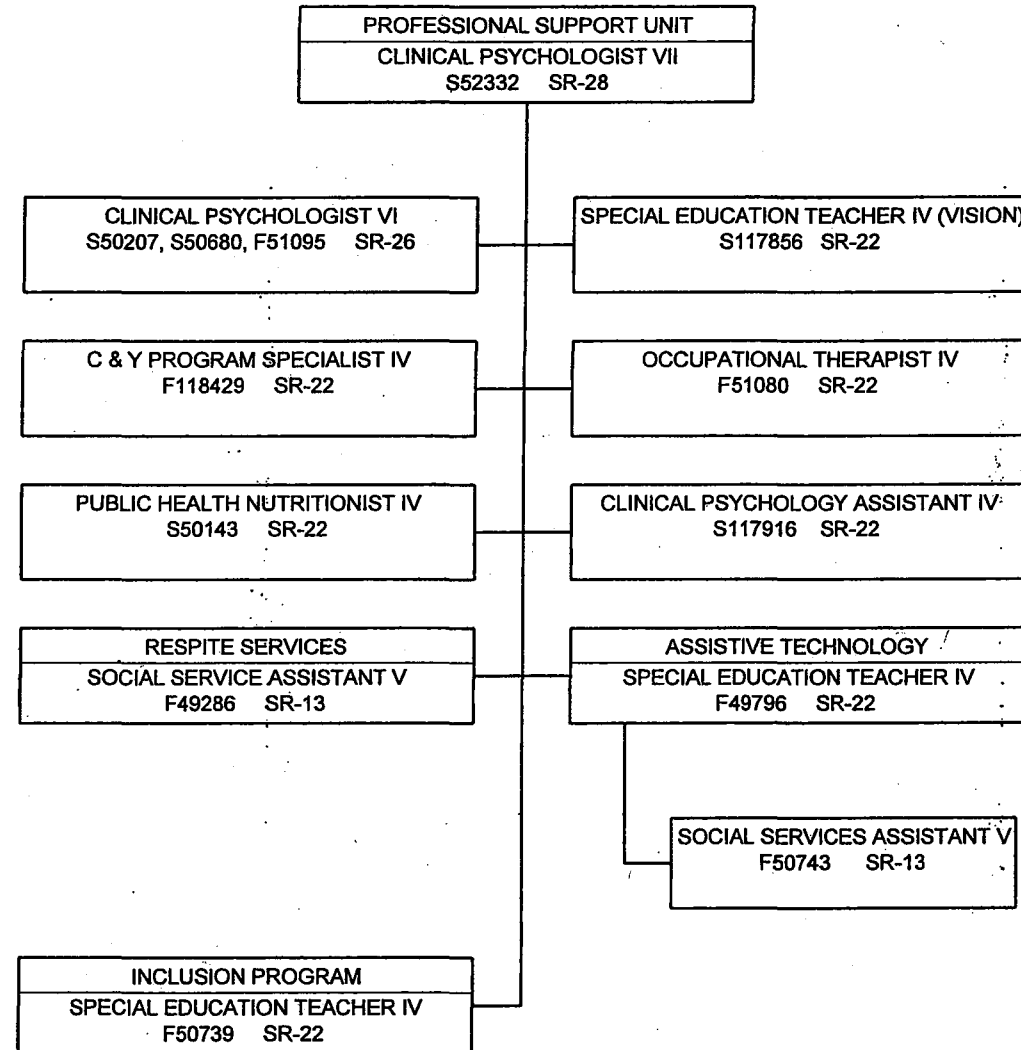 PROFESSIONAL SUPPORT UNIT
CLINICAL PSYCHOLOGIST VII
S52332 SR-28
CLINICAL PSYCHOLOGIST VI
S50207, S50680, F51095 SR-26
SPECIAL EDUCATION TEACHER IV (VISION)
S117856 SR-22
C & Y PROGRAM SPECIALIST IV
F118429 SR-22
OCCUPATIONAL THERAPIST IV
F51080 SR-22
PUBLIC HEALTH NUTRITIONIST IV
S50143 SR-22
CLINICAL PSYCHOLOGY ASSISTANT IV
S117916 SR-22
RESPITE SERVICES
SOCIAL SERVICE ASSISTANT V
F49286 SR-13
ASSISTIVE TECHNOLOGY
SPECIAL EDUCATION TEACHER IV
F49796 SR-22
SOCIAL SERVICES ASSISTANT V
F50743 SR-13
INCLUSION PROGRAM
SPECIAL EDUCATION TEACHER IV
F50739 SR-22